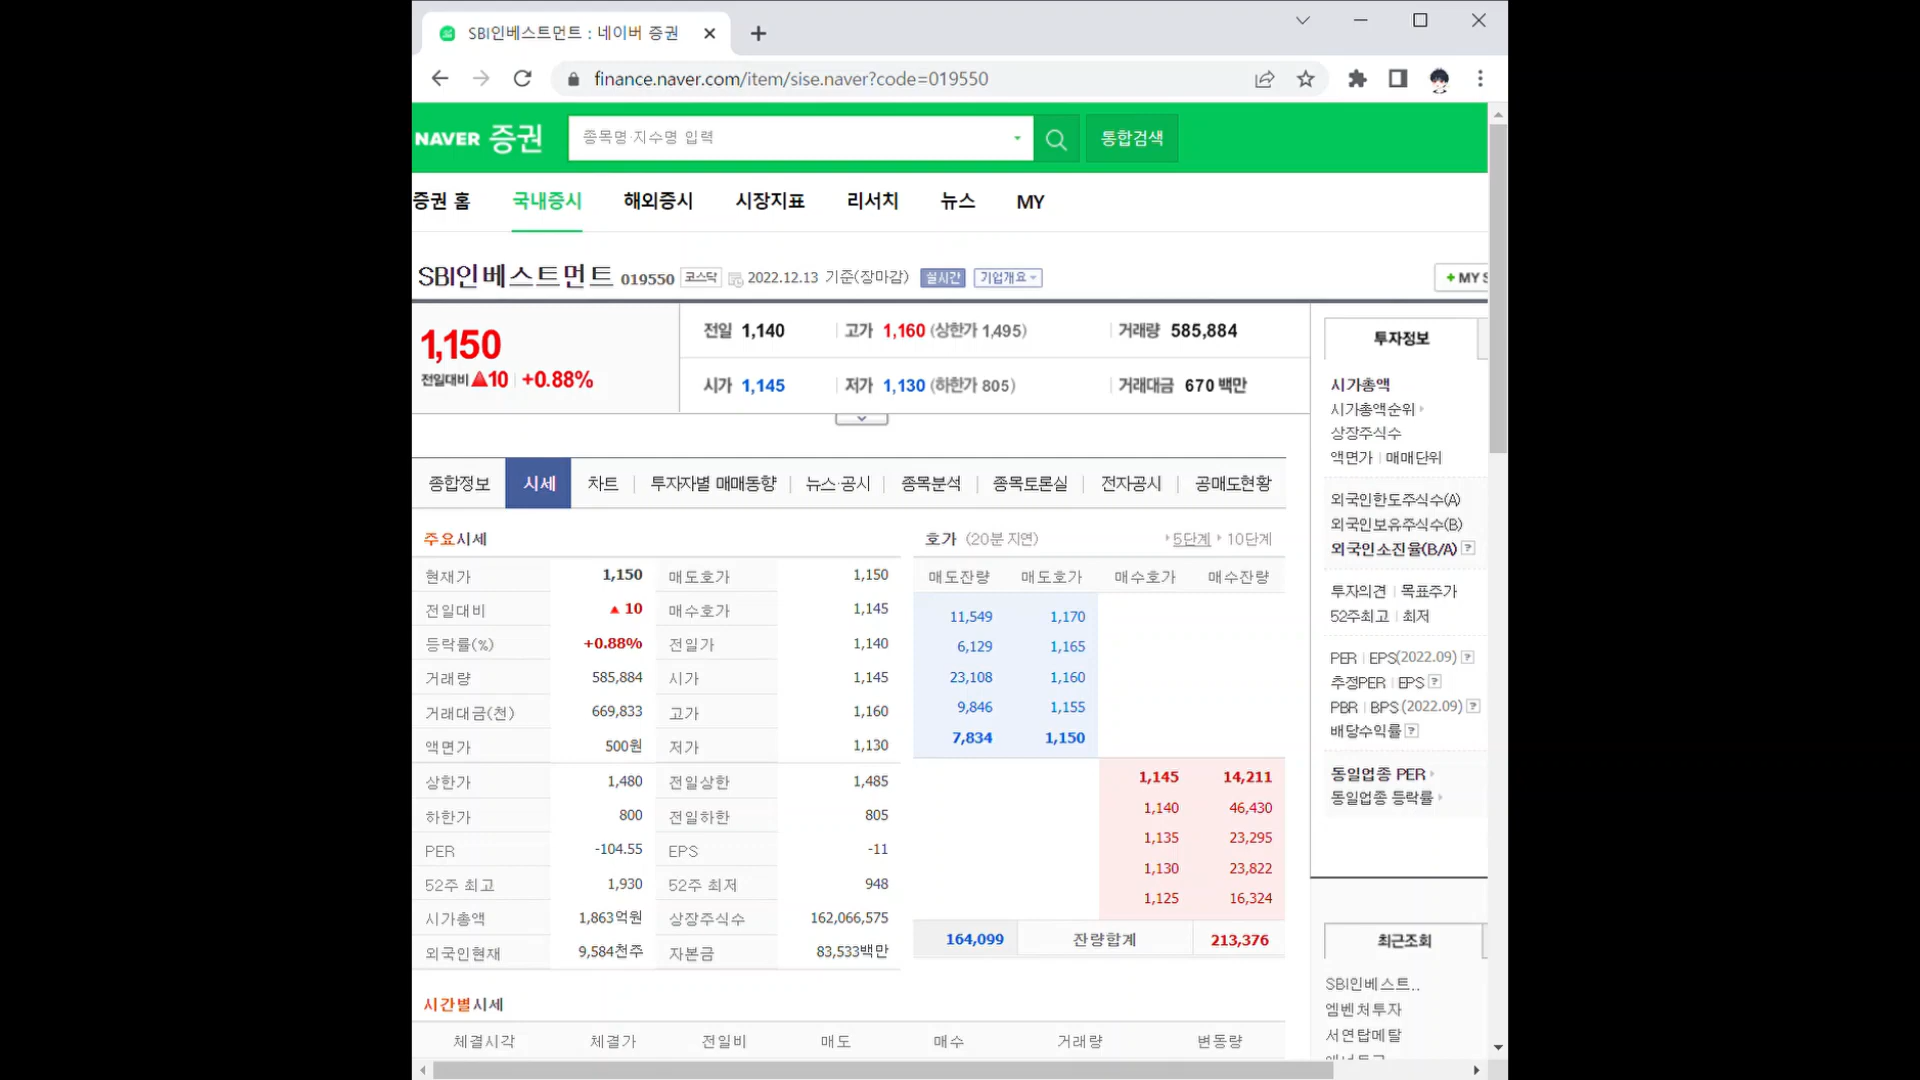 SBI인베스트먼트 : 네이버 증권
finance.naver.com/item/sise.naver?code=019550
NAVER 증권 종목명·지수명 입력 통합검색
증권 홈 국내증시 해외증시 시장지표 리서치 뉴스 MY
SBI인베스트먼트 019550 코스닥 2022.12.13 기준(장마감) 실시간 기업개요
+ MY
1,150
전일대비 ▲10 +0.88%
전일 1,140 고가 1,160 (상한가 1,495) 거래량 585,884
시가 1,145 저가 1,130 (하한가 805) 거래대금 670 백만
종합정보 시세 차트 투자자별 매매동향 뉴스·공시 종목분석 종목토론실 전자공시 공매도현황
주요시세
현재가 1,150 매도호가 1,150
전일대비 ▲ 10 매수호가 1,145
등락률(%) +0.88% 전일가 1,140
거래량 585,884 시가 1,145
거래대금(천) 669,833 고가 1,160
액면가 500원 저가 1,130
상한가 1,480 전일상한 1,485
하한가 800 전일하한 805
PER -104.55 EPS -11
52주 최고 1,930 52주 최저 948
시가총액 1,863억원 상장주식수 162,066,575
외국인현재 9,584천주 자본금 83,533백만
호가 (20분 지연) 5단계 10단계
매도잔량 매도호가 매수호가 매수잔량
11,549 1,170
6,129 1,165
23,108 1,160
9,846 1,155
7,834 1,150
1,145 14,211
1,140 46,430
1,135 23,295
1,130 23,822
1,125 16,324
164,099 잔량합계 213,376
시간별시세
체결시각 체결가 전일비 매도 매수 거래량 변동량
투자정보
시가총액
시가총액순위
상장주식수
액면가 | 매매단위
외국인한도주식수(A)
외국인보유주식수(B)
외국인소진율(B/A) ?
투자의견 | 목표주가
52주최고 | 최저
PER | EPS(2022.09) ?
추정PER | EPS ?
PBR | BPS (2022.09) ?
배당수익률 ?
동일업종 PER
동일업종 등락률
최근조회
SBI인베스트..
엠벤처투자
서연탑메탈